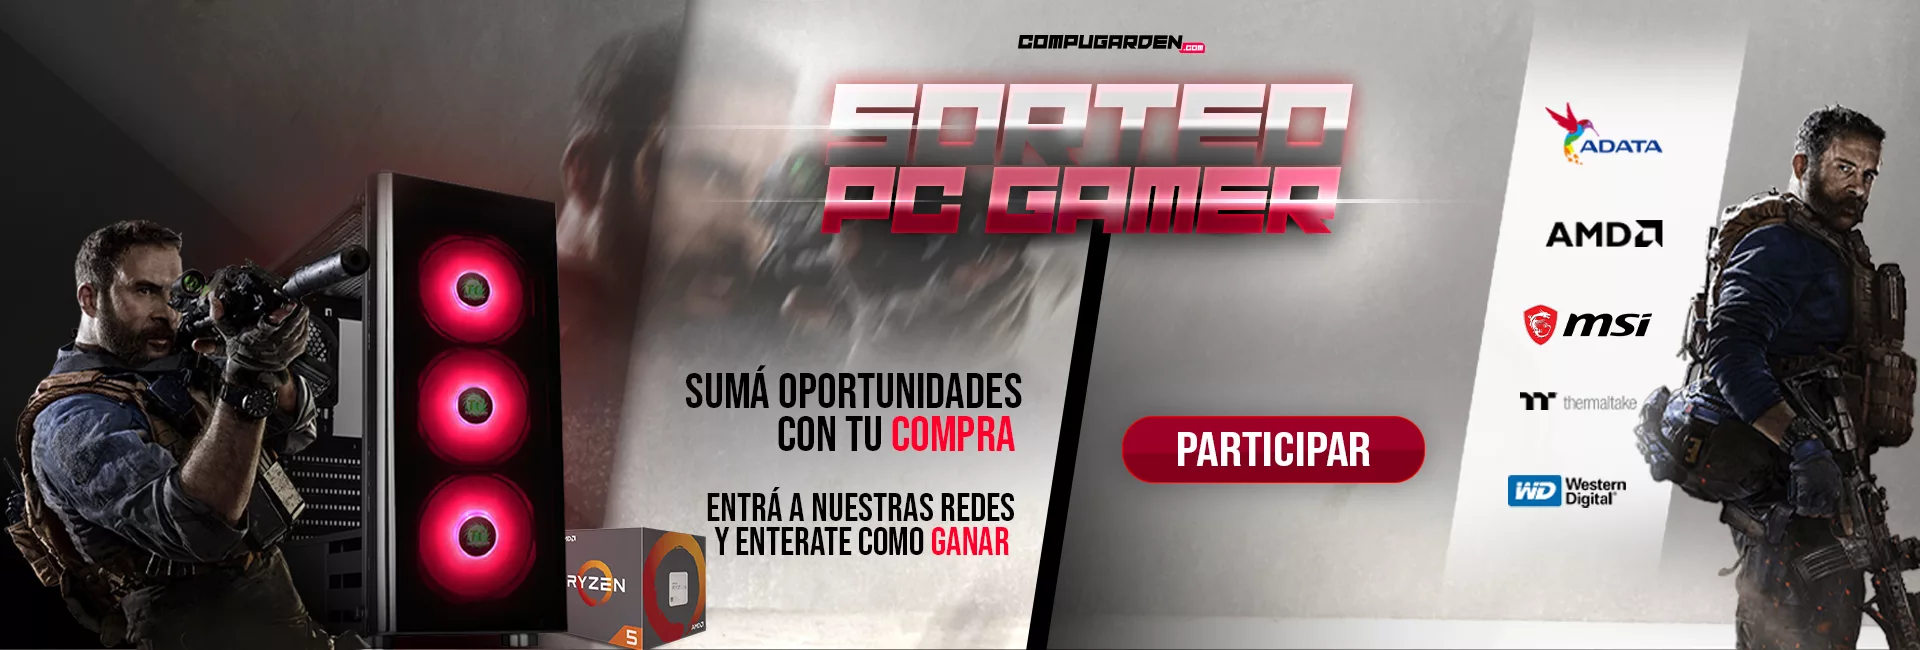 COMPUGARDEN.COM
SORTEO
PC GAMER
SUMÁ OPORTUNIDADES
CON TU COMPRA
ENTRÁ A NUESTRAS REDES
Y ENTERATE COMO GANAR
PARTICIPAR
ADATA
AMD
msi
thermaltake
WD Western
Digital®
AMD
RYZEN
5
AMD